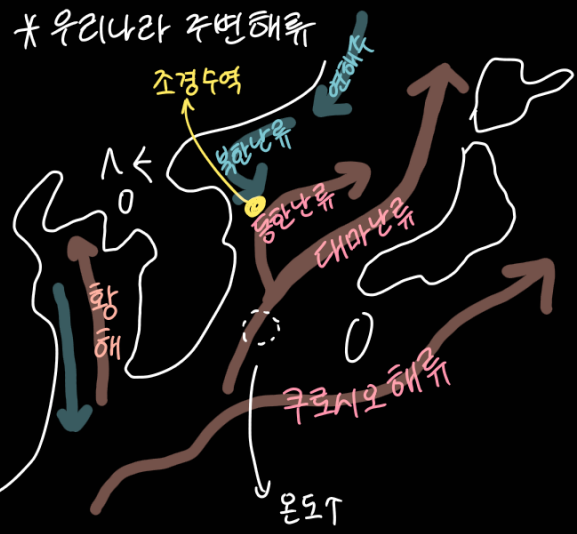 * 우리나라 주변해류
조경수역
연해주
북한난류
동한난류
대마난류
황해
쿠로시오 해류
온도↑